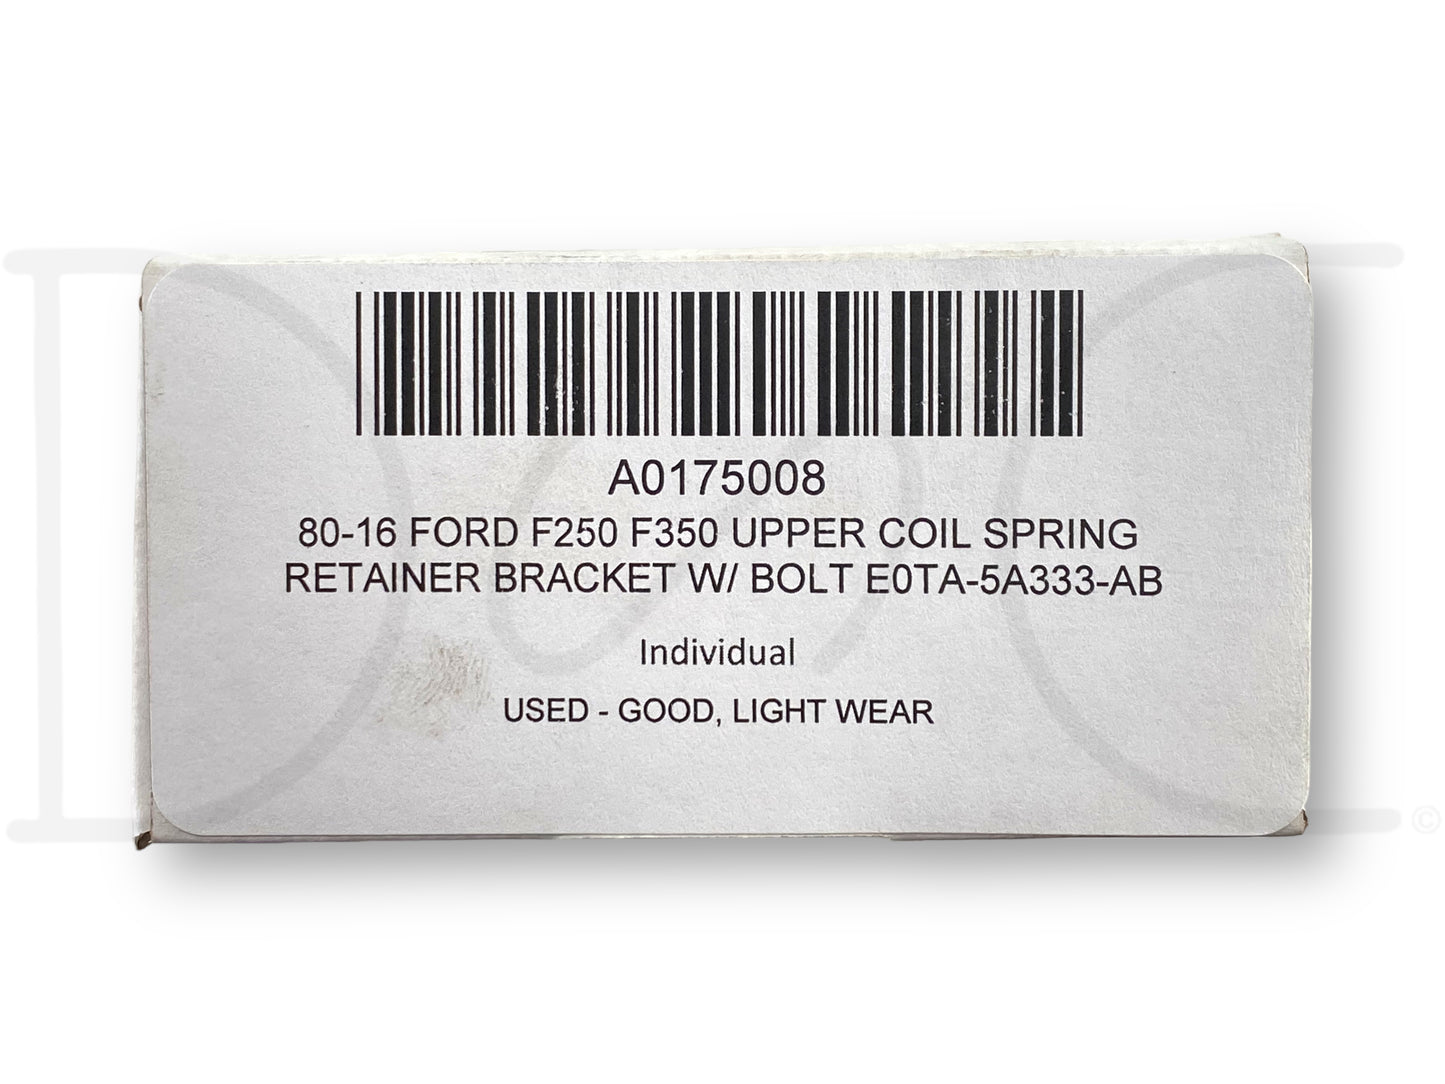 A0175008
80-16 FORD F250 F350 UPPER COIL SPRING
RETAINER BRACKET W/ BOLT E0TA-5A333-AB
Individual
USED - GOOD, LIGHT WEAR
©